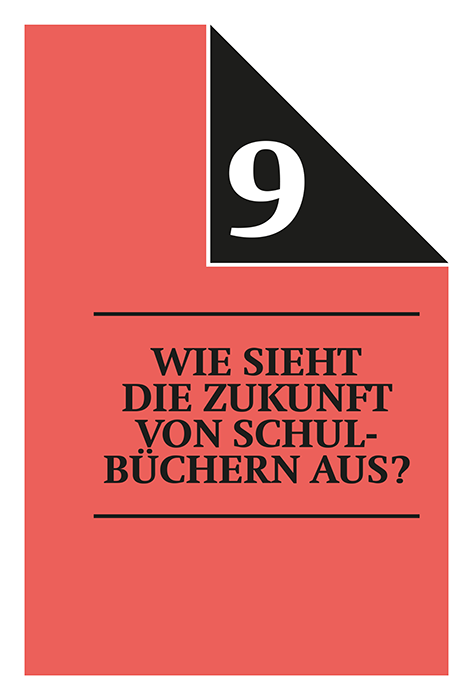 9
WIE SIEHT
DIE ZUKUNFT
VON SCHUL-
BÜCHERN AUS?